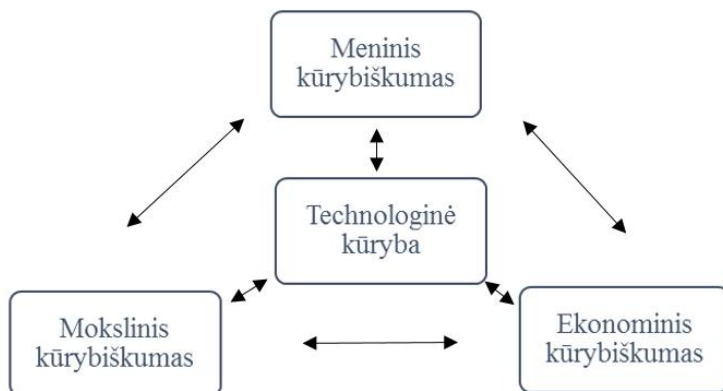 Meninis
kūrybiškumas
Technologinė
kūryba
Mokslinis
kūrybiškumas
Ekonominis
kūrybiškumas